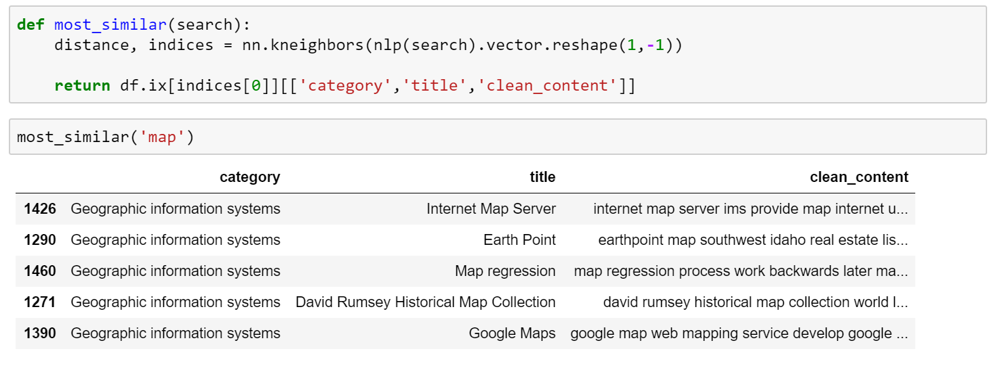 def most_similar(search):
    distance, indices = nn.kneighbors(nlp(search).vector.reshape(1,-1))
    return df.ix[indices[0]][['category','title','clean_content']]
most_similar('map')
category title clean_content
1426 Geographic information systems Internet Map Server internet map server ims provide map internet u...
1290 Geographic information systems Earth Point earthpoint map southwest idaho real estate lis...
1460 Geographic information systems Map regression map regression process work backwards later ma...
1271 Geographic information systems David Rumsey Historical Map Collection david rumsey historical map collection world l...
1390 Geographic information systems Google Maps google map web mapping service develop google ...